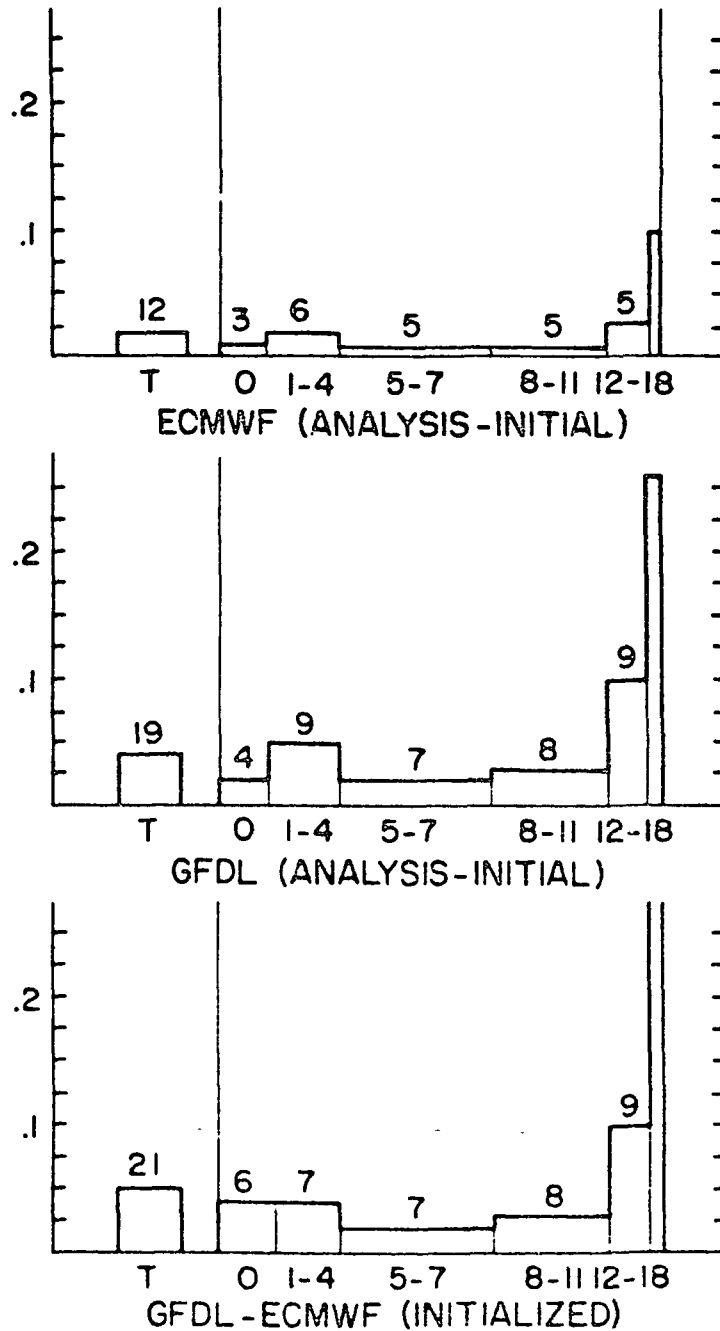 .2
.1
12 3 6 5 5 5
T 0 1-4 5-7 8-11 12-18
ECMWF (ANALYSIS-INITIAL)
.2
.1
19 4 9 7 8 9
T 0 1-4 5-7 8-11 12-18
GFDL (ANALYSIS-INITIAL)
.2
.1
21 6 7 7 8 9
T 0 1-4 5-7 8-11 12-18
GFDL-ECMWF (INITIALIZED)